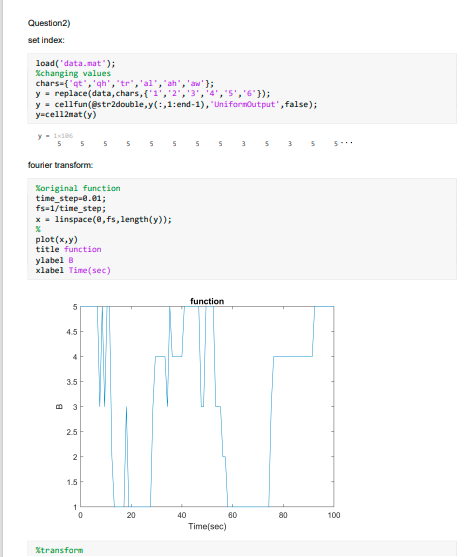 Question2)
set index:
load('data.mat');
%changing values
chars={'qt','qh','tr','al','ah','aw'};
y = replace(data,chars,{'1','2','3','4','5','6'});
y = cellfun(@str2double,y(:,1:end-1),'UniformOutput',false);
y=cell2mat(y)
y = 1×106
5 5 5 5 5 5 5 3 5 3 5 5 ···
fourier transform:
%original function
time_step=0.01;
fs=1/time_step;
x = linspace(0,fs,length(y));
%
plot(x,y)
title function
ylabel B
xlabel Time(sec)
function
5
4.5
4
3.5
3
2.5
2
1.5
1
B
0 20 40 60 80 100
Time(sec)
%transform